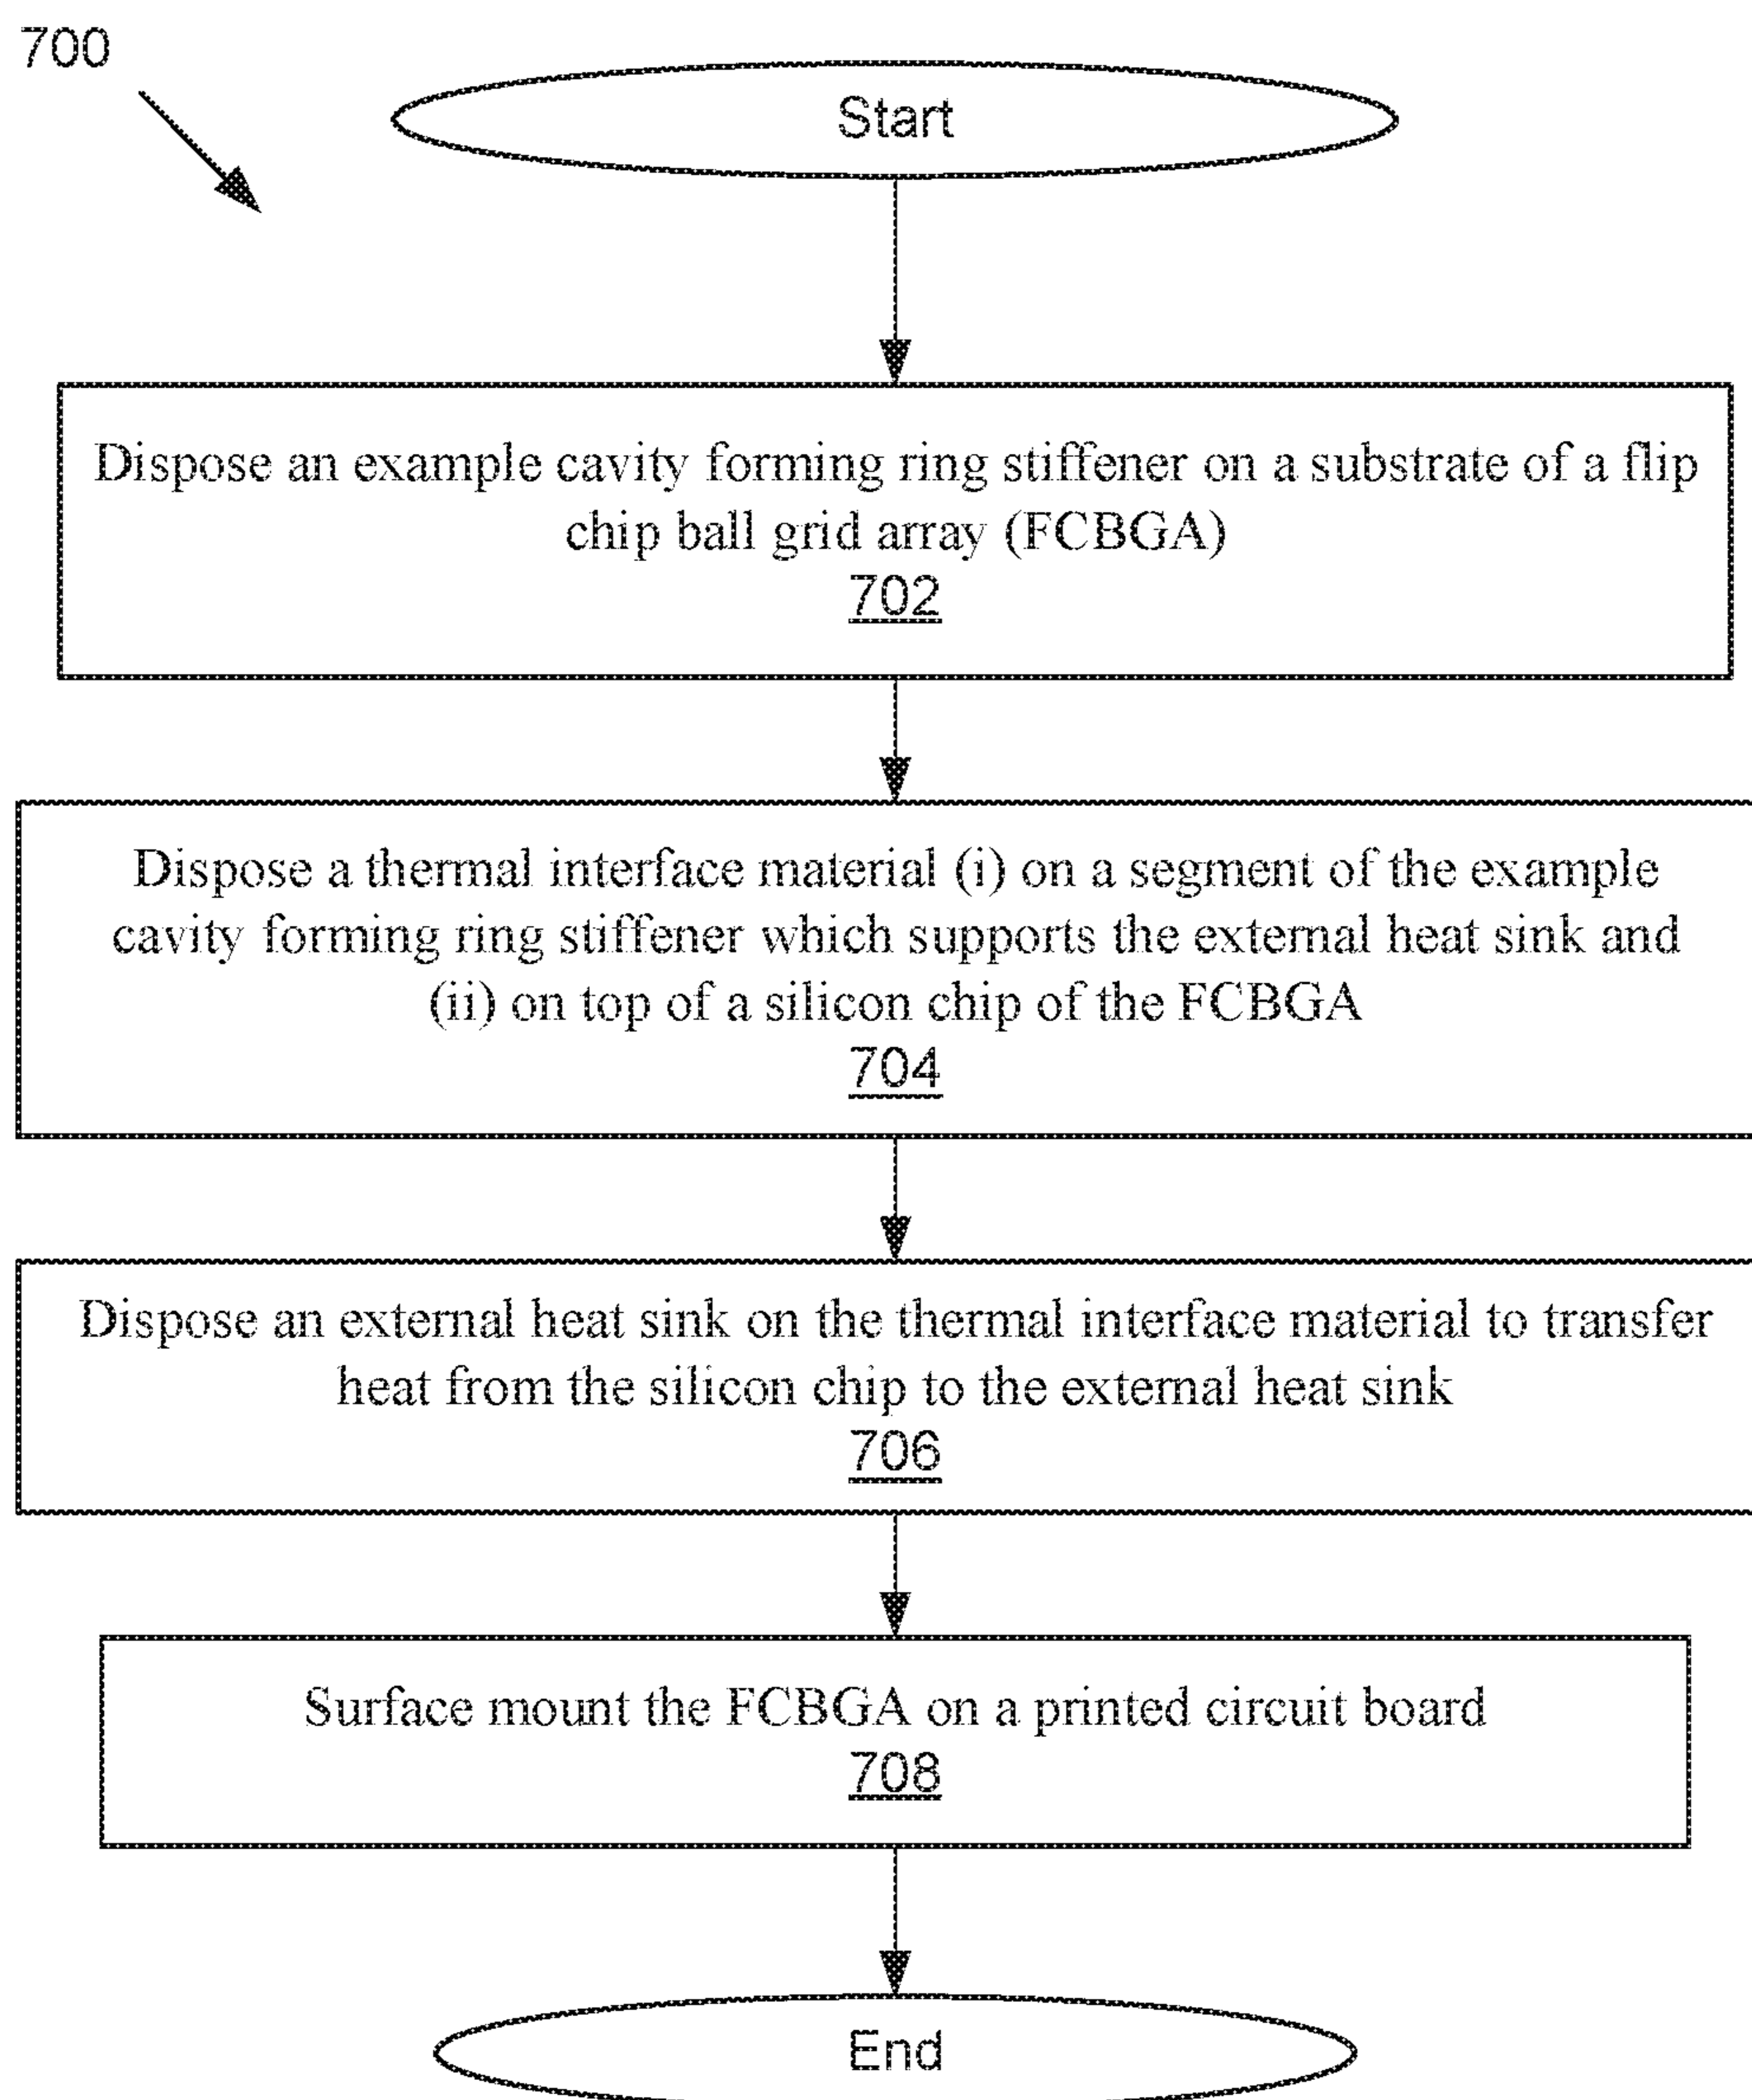 700
Start
Dispose an example cavity forming ring stiffener on a substrate of a flip
chip ball grid array (FCBGA)
702
Dispose a thermal interface material (i) on a segment of the example
cavity forming ring stiffener which supports the external heat sink and
(ii) on top of a silicon chip of the FCBGA
704
Dispose an external heat sink on the thermal interface material to transfer
heat from the silicon chip to the external heat sink
706
Surface mount the FCBGA on a printed circuit board
708
End